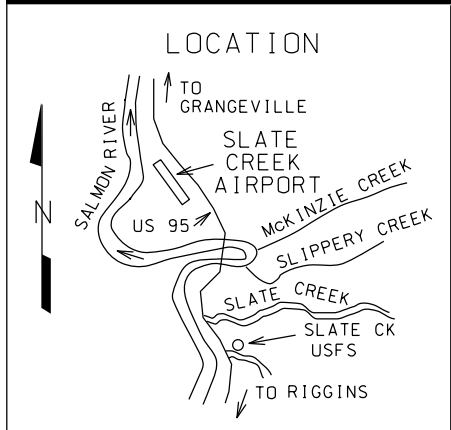 LOCATION
TO
GRANGEVILLE
SLATE
CREEK
AIRPORT
SALMON RIVER
N
US 95
McKINZIE CREEK
SLIPPERY CREEK
SLATE CREEK
SLATE CK
USFS
TO RIGGINS